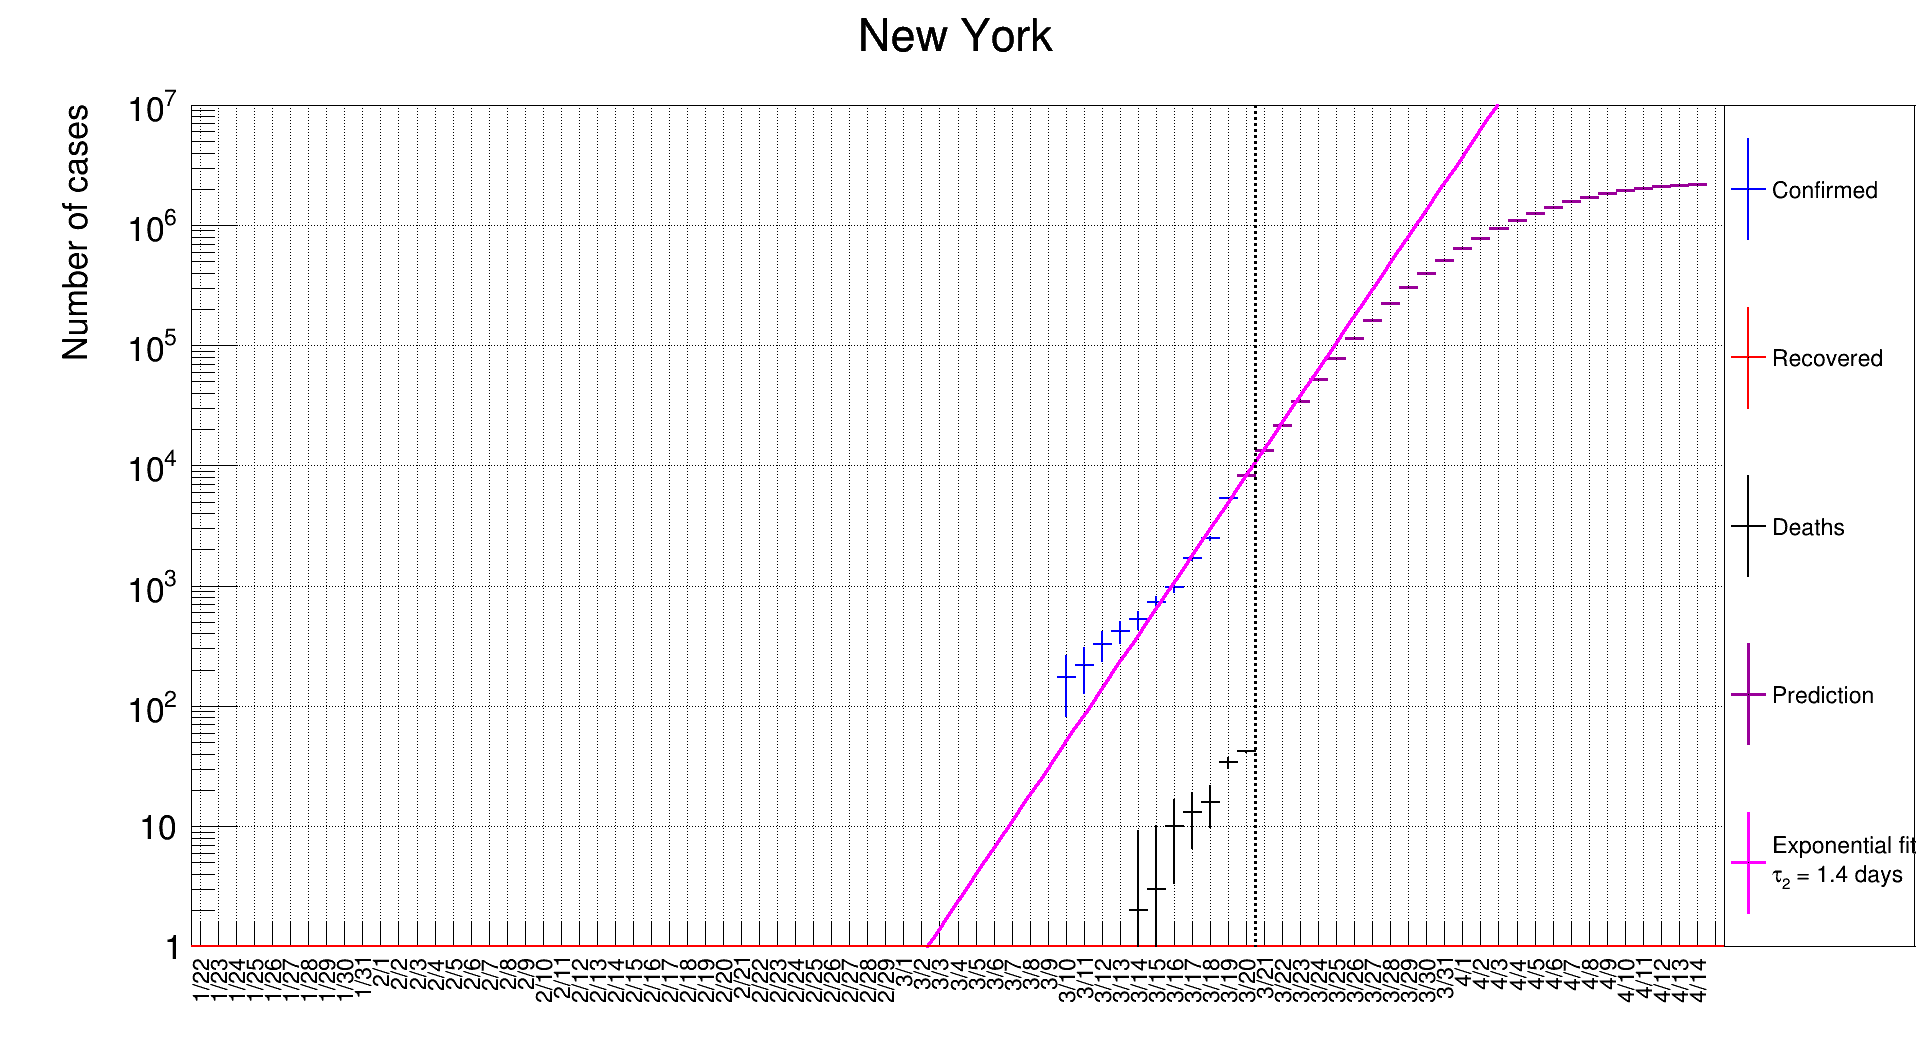 New York
Number of cases
10^7
10^6
10^5
10^4
10^3
10^2
10
1
1/22 1/23 1/24 1/25 1/26 1/27 1/28 1/29 1/30 1/31 2/1 2/2 2/3 2/4 2/5 2/6 2/7 2/8 2/9 2/10 2/11 2/12 2/13 2/14 2/15 2/16 2/17 2/18 2/19 2/20 2/21 2/22 2/23 2/24 2/25 2/26 2/27 2/28 2/29 3/1 3/2 3/3 3/4 3/5 3/6 3/7 3/8 3/9 3/10 3/11 3/12 3/13 3/14 3/15 3/16 3/17 3/18 3/19 3/20 3/21 3/22 3/23 3/24 3/25 3/26 3/27 3/28 3/29 3/30 3/31 4/1 4/2 4/3 4/4 4/5 4/6 4/7 4/8 4/9 4/10 4/11 4/12 4/13 4/14
Confirmed
Recovered
Deaths
Prediction
Exponential fit
τ₂ = 1.4 days